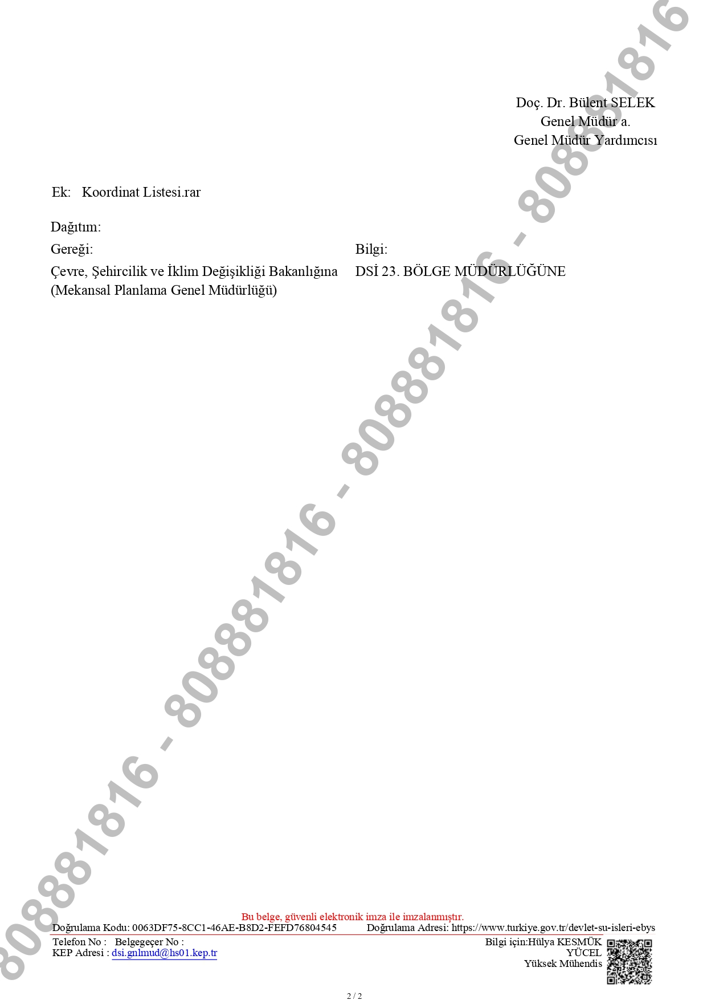 Doç. Dr. Bülent SELEK
Genel Müdür a.
Genel Müdür Yardımcısı
Ek: Koordinat Listesi.rar
Dağıtım:
Gereği: Bilgi:
Çevre, Şehircilik ve İklim Değişikliği Bakanlığına DSİ 23. BÖLGE MÜDÜRLÜĞÜNE
(Mekansal Planlama Genel Müdürlüğü)
808881816 - 808881816 - 808881816 - 808881816
Bu belge, güvenli elektronik imza ile imzalanmıştır.
Doğrulama Kodu: 0063DF75-8CC1-46AE-B8D2-FEFD76804545 Doğrulama Adresi: https://www.turkiye.gov.tr/devlet-su-isleri-ebys
Telefon No : Belgegeçer No : Bilgi için:Hülya KESMÜK
KEP Adresi : dsi.gnlmud@hs01.kep.tr YÜCEL
Yüksek Mühendis
2 / 2